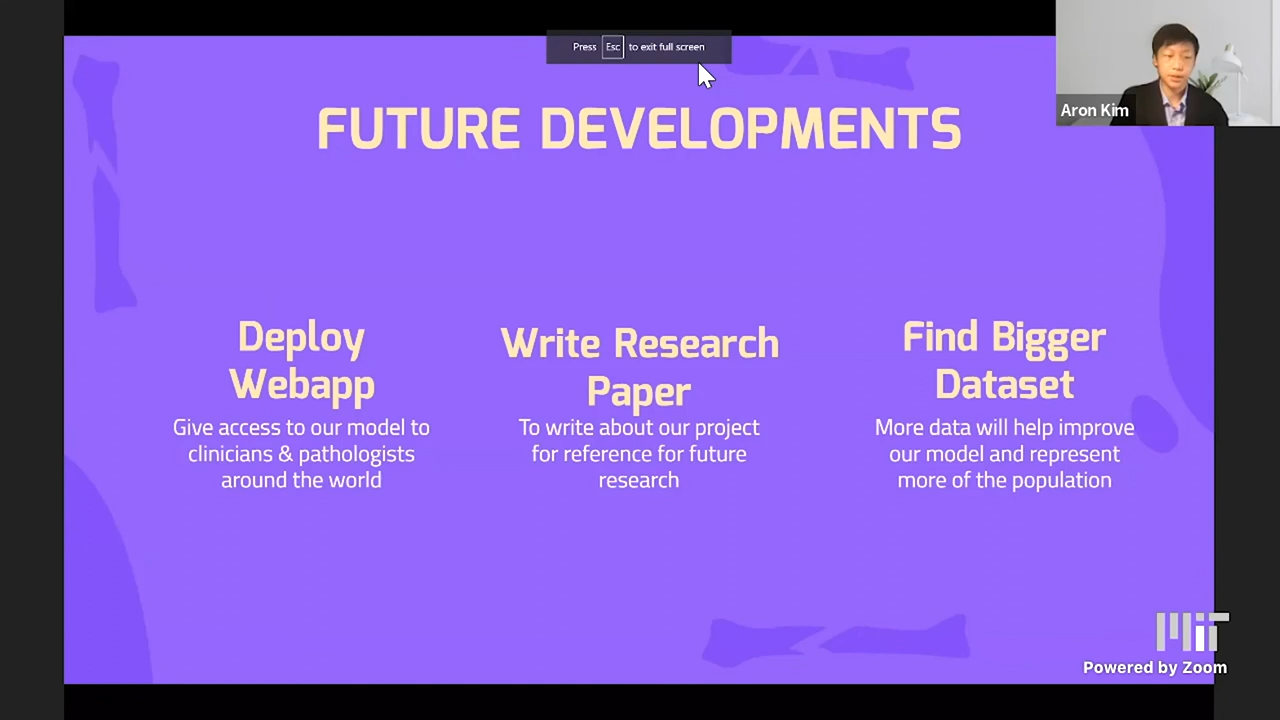 Press Esc to exit full screen
Aron Kim
FUTURE DEVELOPMENTS
Deploy
Webapp
Give access to our model to
clinicians & pathologists
around the world
Write Research
Paper
To write about our project
for reference for future
research
Find Bigger
Dataset
More data will help improve
our model and represent
more of the population
MIT
Powered by Zoom